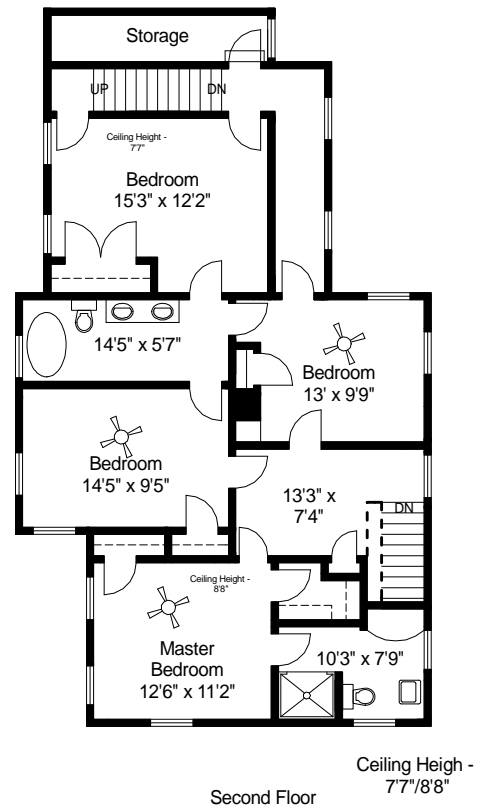 Storage
UP
DN
Ceiling Height -
7'7"
Bedroom
15'3" x 12'2"
14'5" x 5'7"
Bedroom
13' x 9'9"
Bedroom
14'5" x 9'5"
13'3" x
7'4"
DN
Ceiling Height -
8'8"
Master
Bedroom
12'6" x 11'2"
10'3" x 7'9"
Ceiling Heigh -
7'7"/8'8"
Second Floor